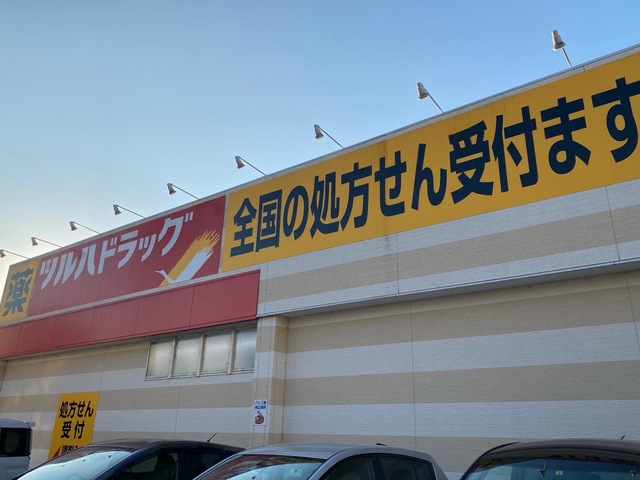 薬
ツルハドラッグ
全国の処方せん受付ます
処方せん
受付